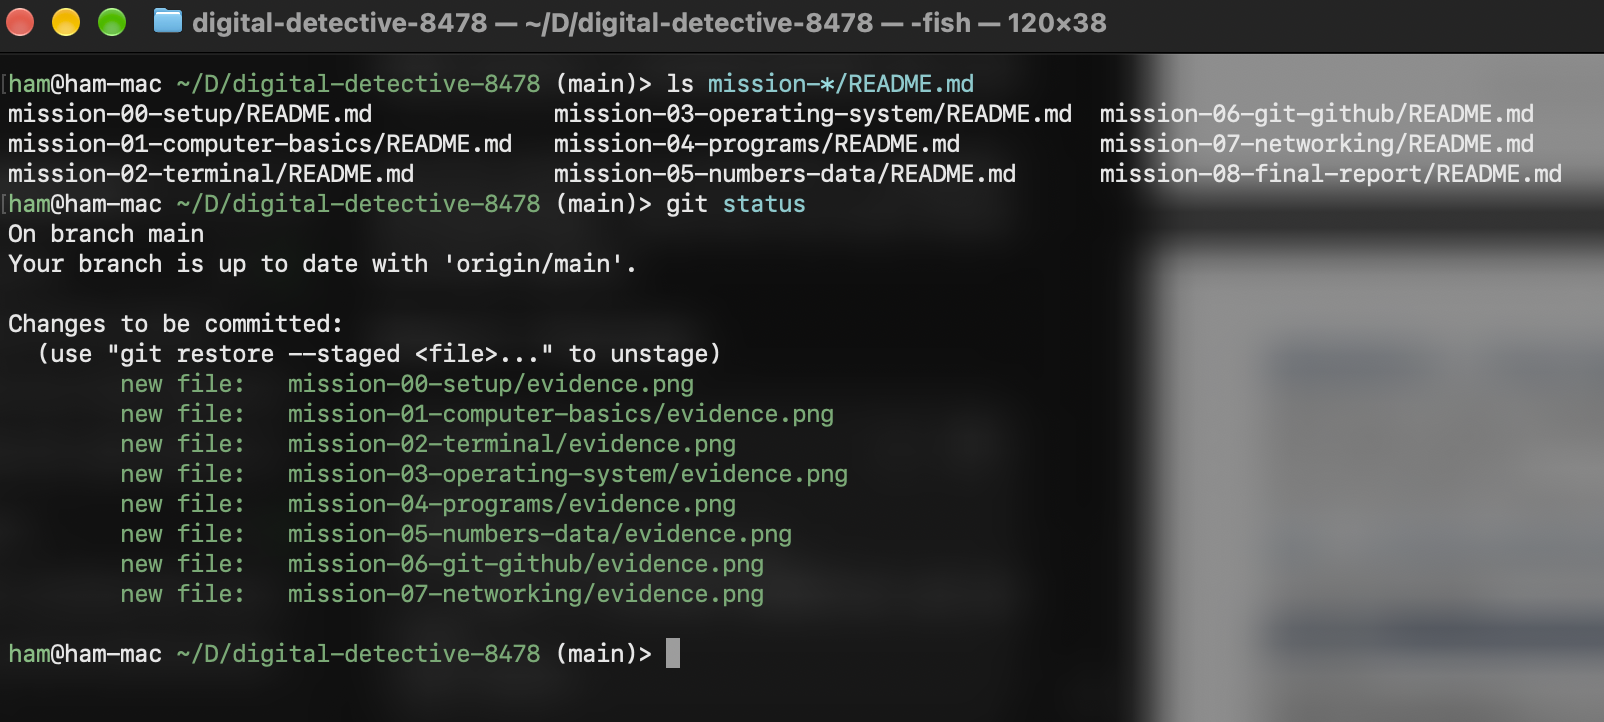 digital-detective-8478 — ~/D/digital-detective-8478 — -fish — 120×38
ham@ham-mac ~/D/digital-detective-8478 (main)> ls mission-*/README.md
mission-00-setup/README.md mission-03-operating-system/README.md mission-06-git-github/README.md
mission-01-computer-basics/README.md mission-04-programs/README.md mission-07-networking/README.md
mission-02-terminal/README.md mission-05-numbers-data/README.md mission-08-final-report/README.md
ham@ham-mac ~/D/digital-detective-8478 (main)> git status
On branch main
Your branch is up to date with 'origin/main'.
Changes to be committed:
(use "git restore --staged <file>..." to unstage)
new file: mission-00-setup/evidence.png
new file: mission-01-computer-basics/evidence.png
new file: mission-02-terminal/evidence.png
new file: mission-03-operating-system/evidence.png
new file: mission-04-programs/evidence.png
new file: mission-05-numbers-data/evidence.png
new file: mission-06-git-github/evidence.png
new file: mission-07-networking/evidence.png
ham@ham-mac ~/D/digital-detective-8478 (main)>